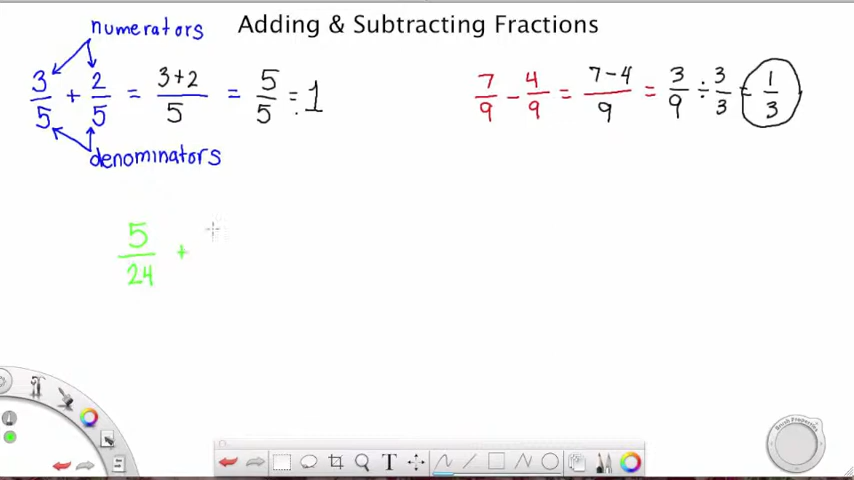 Adding & Subtracting Fractions
numerators
3/5 + 2/5 = 3+2/5 = 5/5 = 1
denominators
7/9 - 4/9 = 7-4/9 = 3/9 ÷ 3/3 = 1/3
5/24 +
T